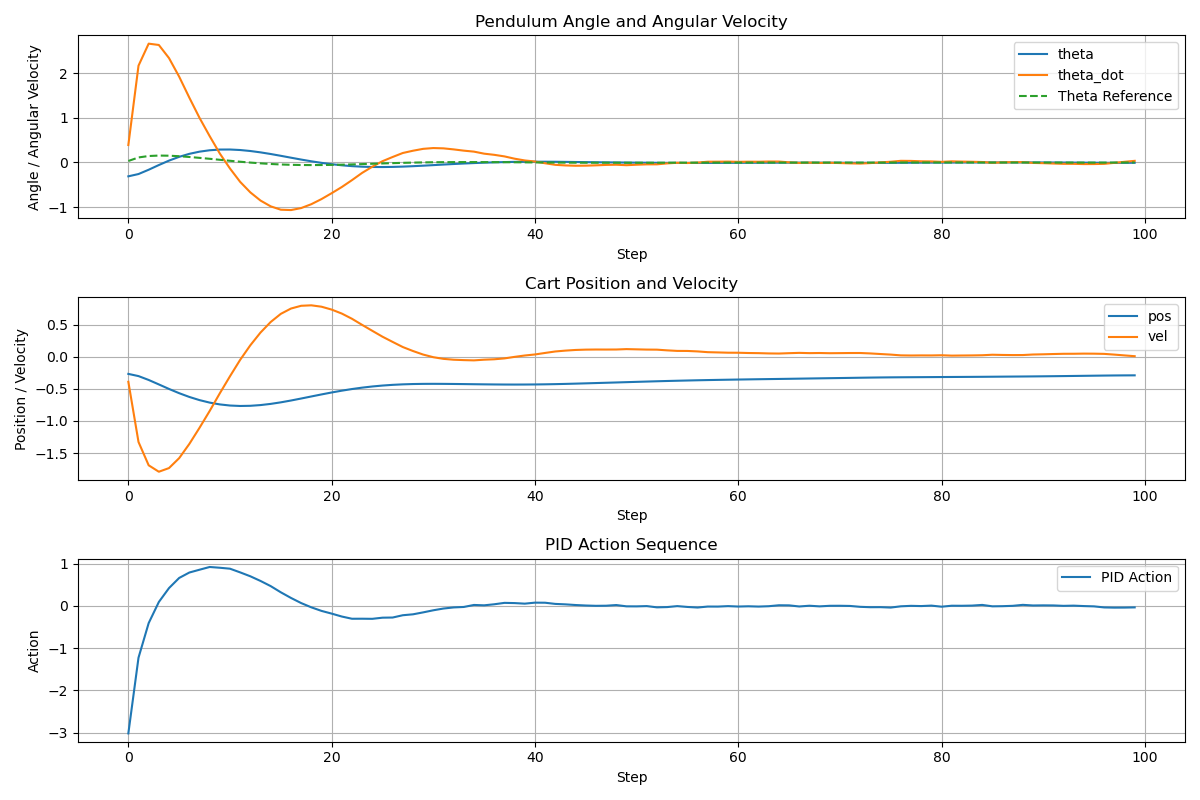 Pendulum Angle and Angular Velocity
Angle / Angular Velocity
2
1
0
−1
theta
theta_dot
Theta Reference
0 20 40 60 80 100
Step
Cart Position and Velocity
Position / Velocity
0.5
0.0
−0.5
−1.0
−1.5
pos
vel
0 20 40 60 80 100
Step
PID Action Sequence
Action
1
0
−1
−2
−3
PID Action
0 20 40 60 80 100
Step